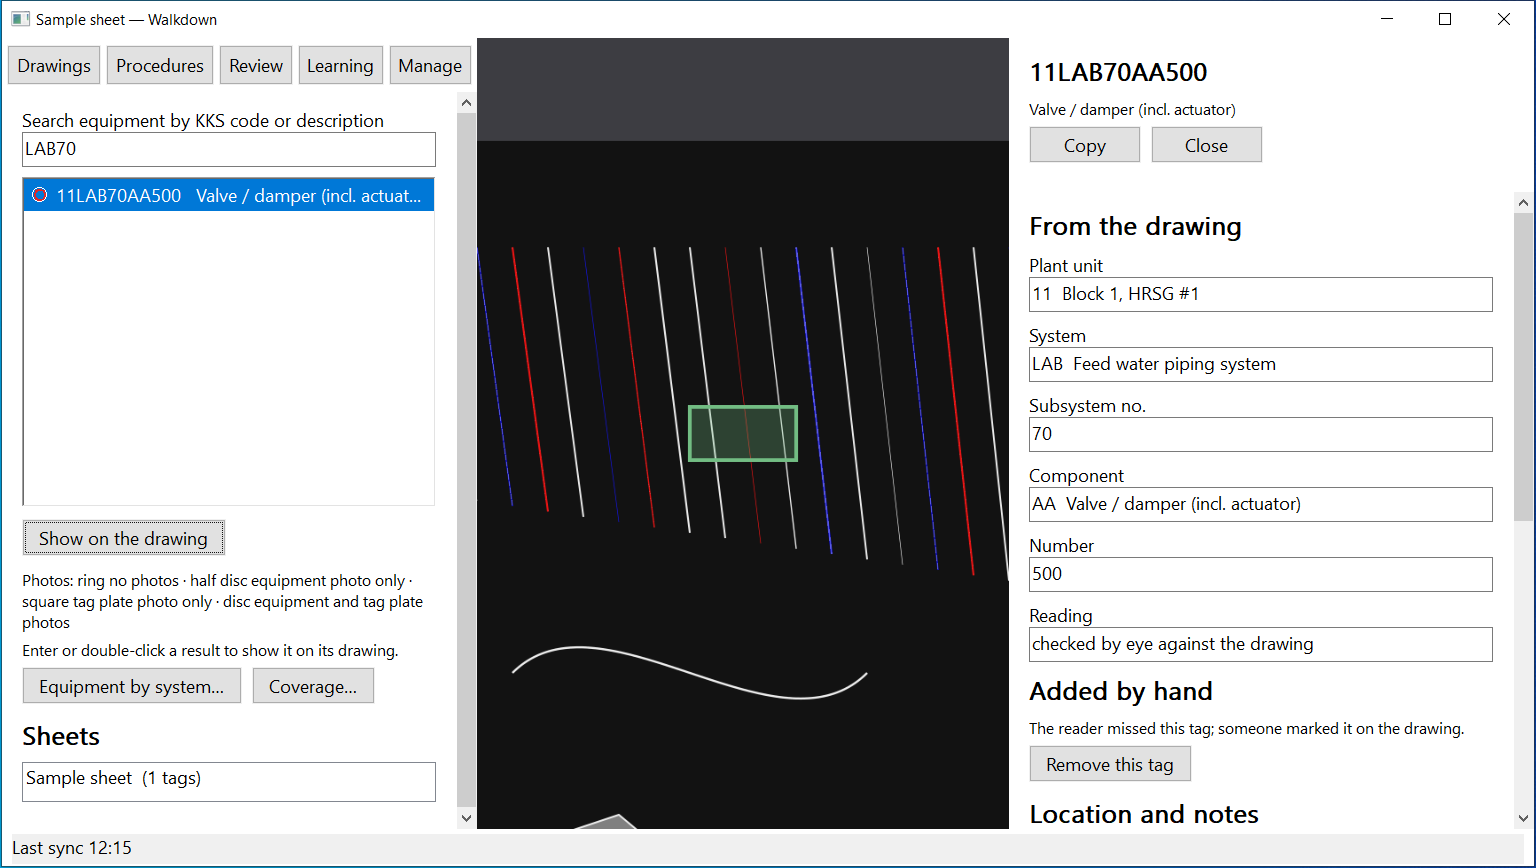 Sample sheet — Walkdown
Drawings
Procedures
Review
Learning
Manage
Search equipment by KKS code or description
LAB70
11LAB70AA500 Valve / damper (incl. actuat...
Show on the drawing
Photos: ring no photos · half disc equipment photo only ·
square tag plate photo only · disc equipment and tag plate
photos
Enter or double-click a result to show it on its drawing.
Equipment by system...
Coverage...
Sheets
Sample sheet (1 tags)
Last sync 12:15
11LAB70AA500
Valve / damper (incl. actuator)
Copy
Close
From the drawing
Plant unit
11 Block 1, HRSG #1
System
LAB Feed water piping system
Subsystem no.
70
Component
AA Valve / damper (incl. actuator)
Number
500
Reading
checked by eye against the drawing
Added by hand
The reader missed this tag; someone marked it on the drawing.
Remove this tag
Location and notes